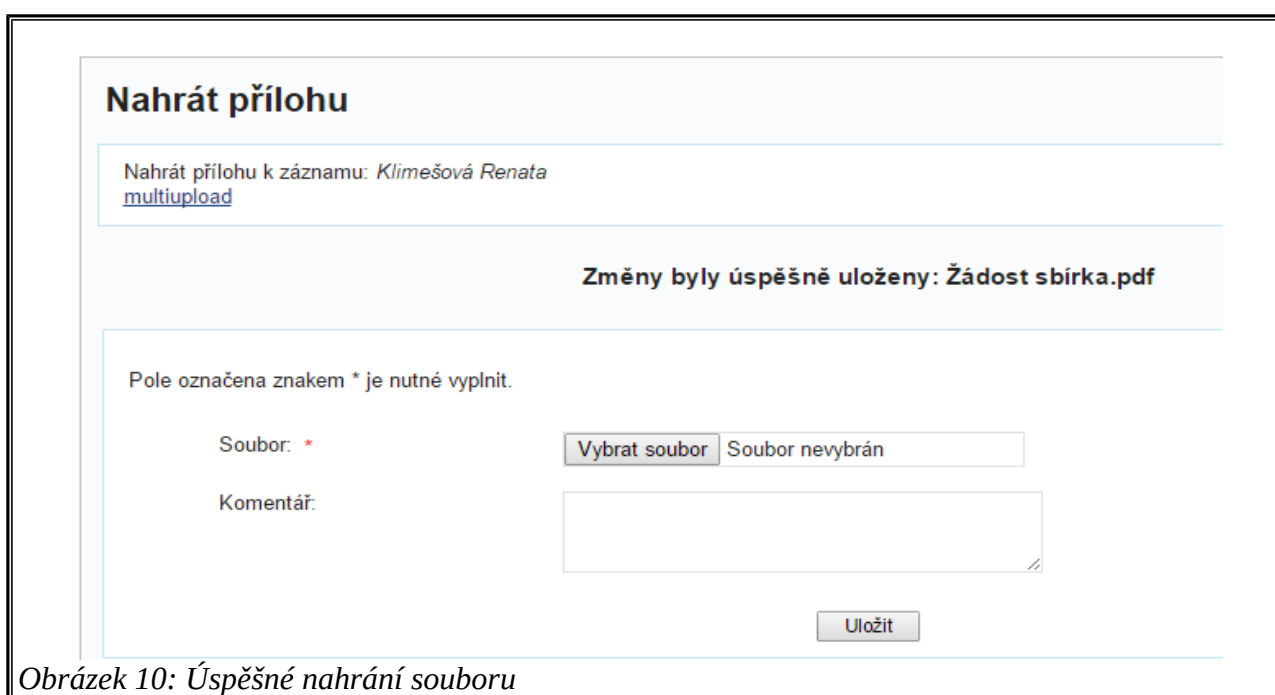 Nahrát přílohu
Nahrát přílohu k záznamu: Klimešová Renata
multiupload
Změny byly úspěšně uloženy: Žádost sbírka.pdf
Pole označena znakem * je nutné vyplnit.
Soubor: * Vybrat soubor Soubor nevybrán
Komentář:
Uložit
Obrázek 10: Úspěšné nahrání souboru